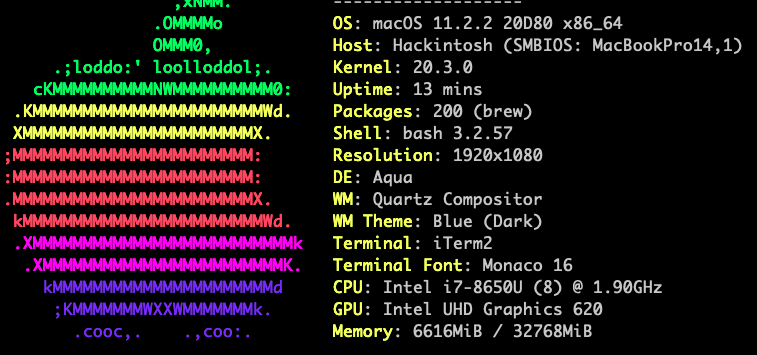 ,xNMM.
-------------------
.OMMMMo
OS: macOS 11.2.2 20D80 x86_64
OMMM0,
Host: Hackintosh (SMBIOS: MacBookPro14,1)
.;loddo:' loolloddol;.
Kernel: 20.3.0
cKMMMMMMMMMMNWMMMMMMMMMM0:
Uptime: 13 mins
.KMMMMMMMMMMMMMMMMMMMMMMMWd.
Packages: 200 (brew)
XMMMMMMMMMMMMMMMMMMMMMMMX.
Shell: bash 3.2.57
;MMMMMMMMMMMMMMMMMMMMMMMM:
Resolution: 1920x1080
:MMMMMMMMMMMMMMMMMMMMMMMM:
DE: Aqua
.MMMMMMMMMMMMMMMMMMMMMMMMX.
WM: Quartz Compositor
kMMMMMMMMMMMMMMMMMMMMMMMMWd.
WM Theme: Blue (Dark)
.XMMMMMMMMMMMMMMMMMMMMMMMMMMk
Terminal: iTerm2
.XMMMMMMMMMMMMMMMMMMMMMMMMK.
Terminal Font: Monaco 16
kMMMMMMMMMMMMMMMMMMMMMMd
CPU: Intel i7-8650U (8) @ 1.90GHz
;KMMMMMMMWXXWMMMMMMMk.
GPU: Intel UHD Graphics 620
.cooc,.    .,coo:.
Memory: 6616MiB / 32768MiB